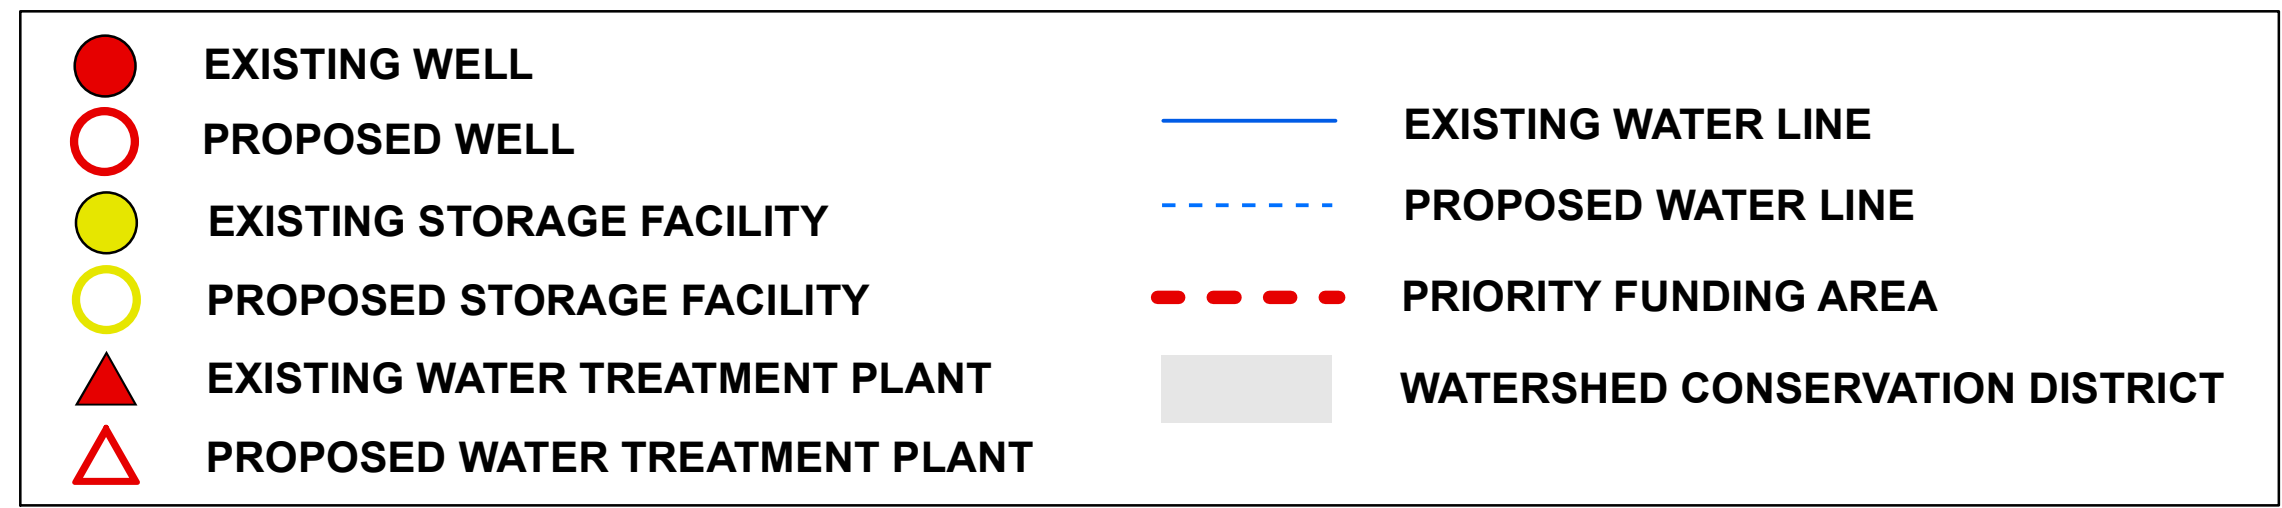 EXISTING WELL
PROPOSED WELL
EXISTING STORAGE FACILITY
PROPOSED STORAGE FACILITY
EXISTING WATER TREATMENT PLANT
PROPOSED WATER TREATMENT PLANT
EXISTING WATER LINE
PROPOSED WATER LINE
PRIORITY FUNDING AREA
WATERSHED CONSERVATION DISTRICT